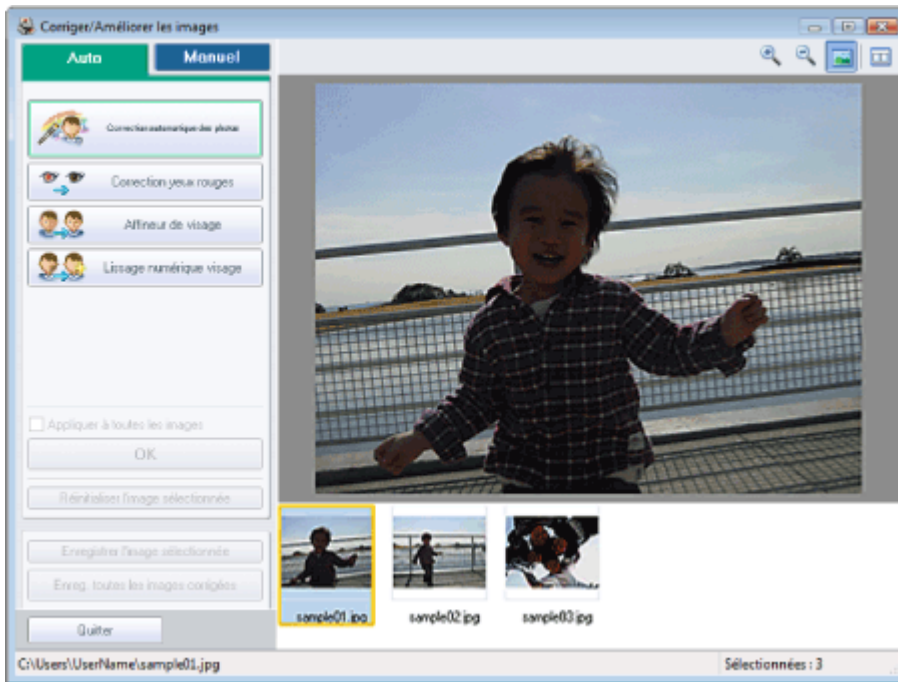 Corriger/Améliorer les images
Auto
Manuel
Correction automatique des photos
Correction yeux rouges
Affineur de visage
Lissage numérique visage
Appliquer à toutes les images
OK
Réinitialiser l'image sélectionnée
Enregistrer l'image sélectionnée
Enreg. toutes les images corrigées
Quitter
sample01.jpg
sample02.jpg
sample03.jpg
C:\Users\UserName\sample01.jpg
Sélectionnées : 3